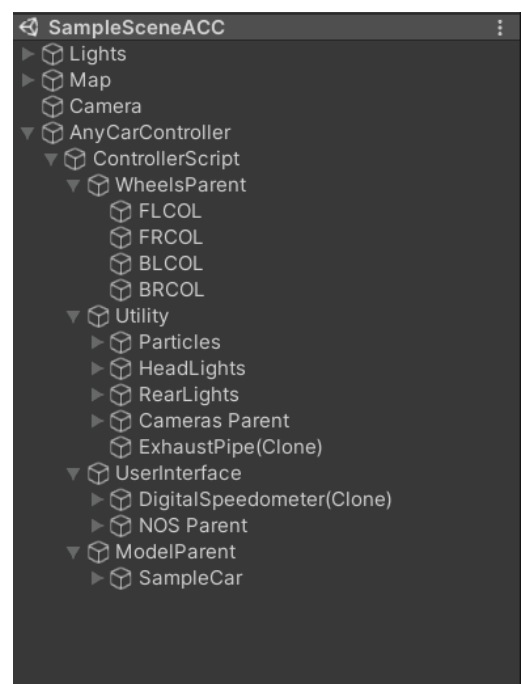 SampleSceneACC
Lights
Map
Camera
AnyCarController
ControllerScript
WheelsParent
FLCOL
FRCOL
BLCOL
BRCOL
Utility
Particles
HeadLights
RearLights
Cameras Parent
ExhaustPipe(Clone)
UserInterface
DigitalSpeedometer(Clone)
NOS Parent
ModelParent
SampleCar